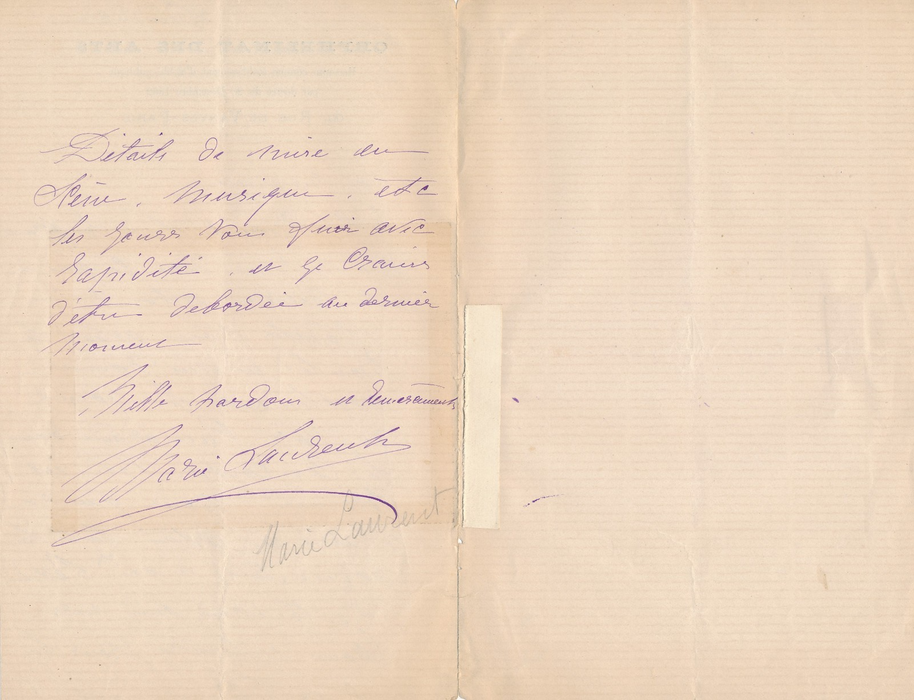 Détails de mise en
Scène, Musique, etc
les jours vont fuir avec
rapidité, et je Crains
d'être debordée au dernier
moment
Mille pardons et remerciements
Marie Laurent
Marie Laurent